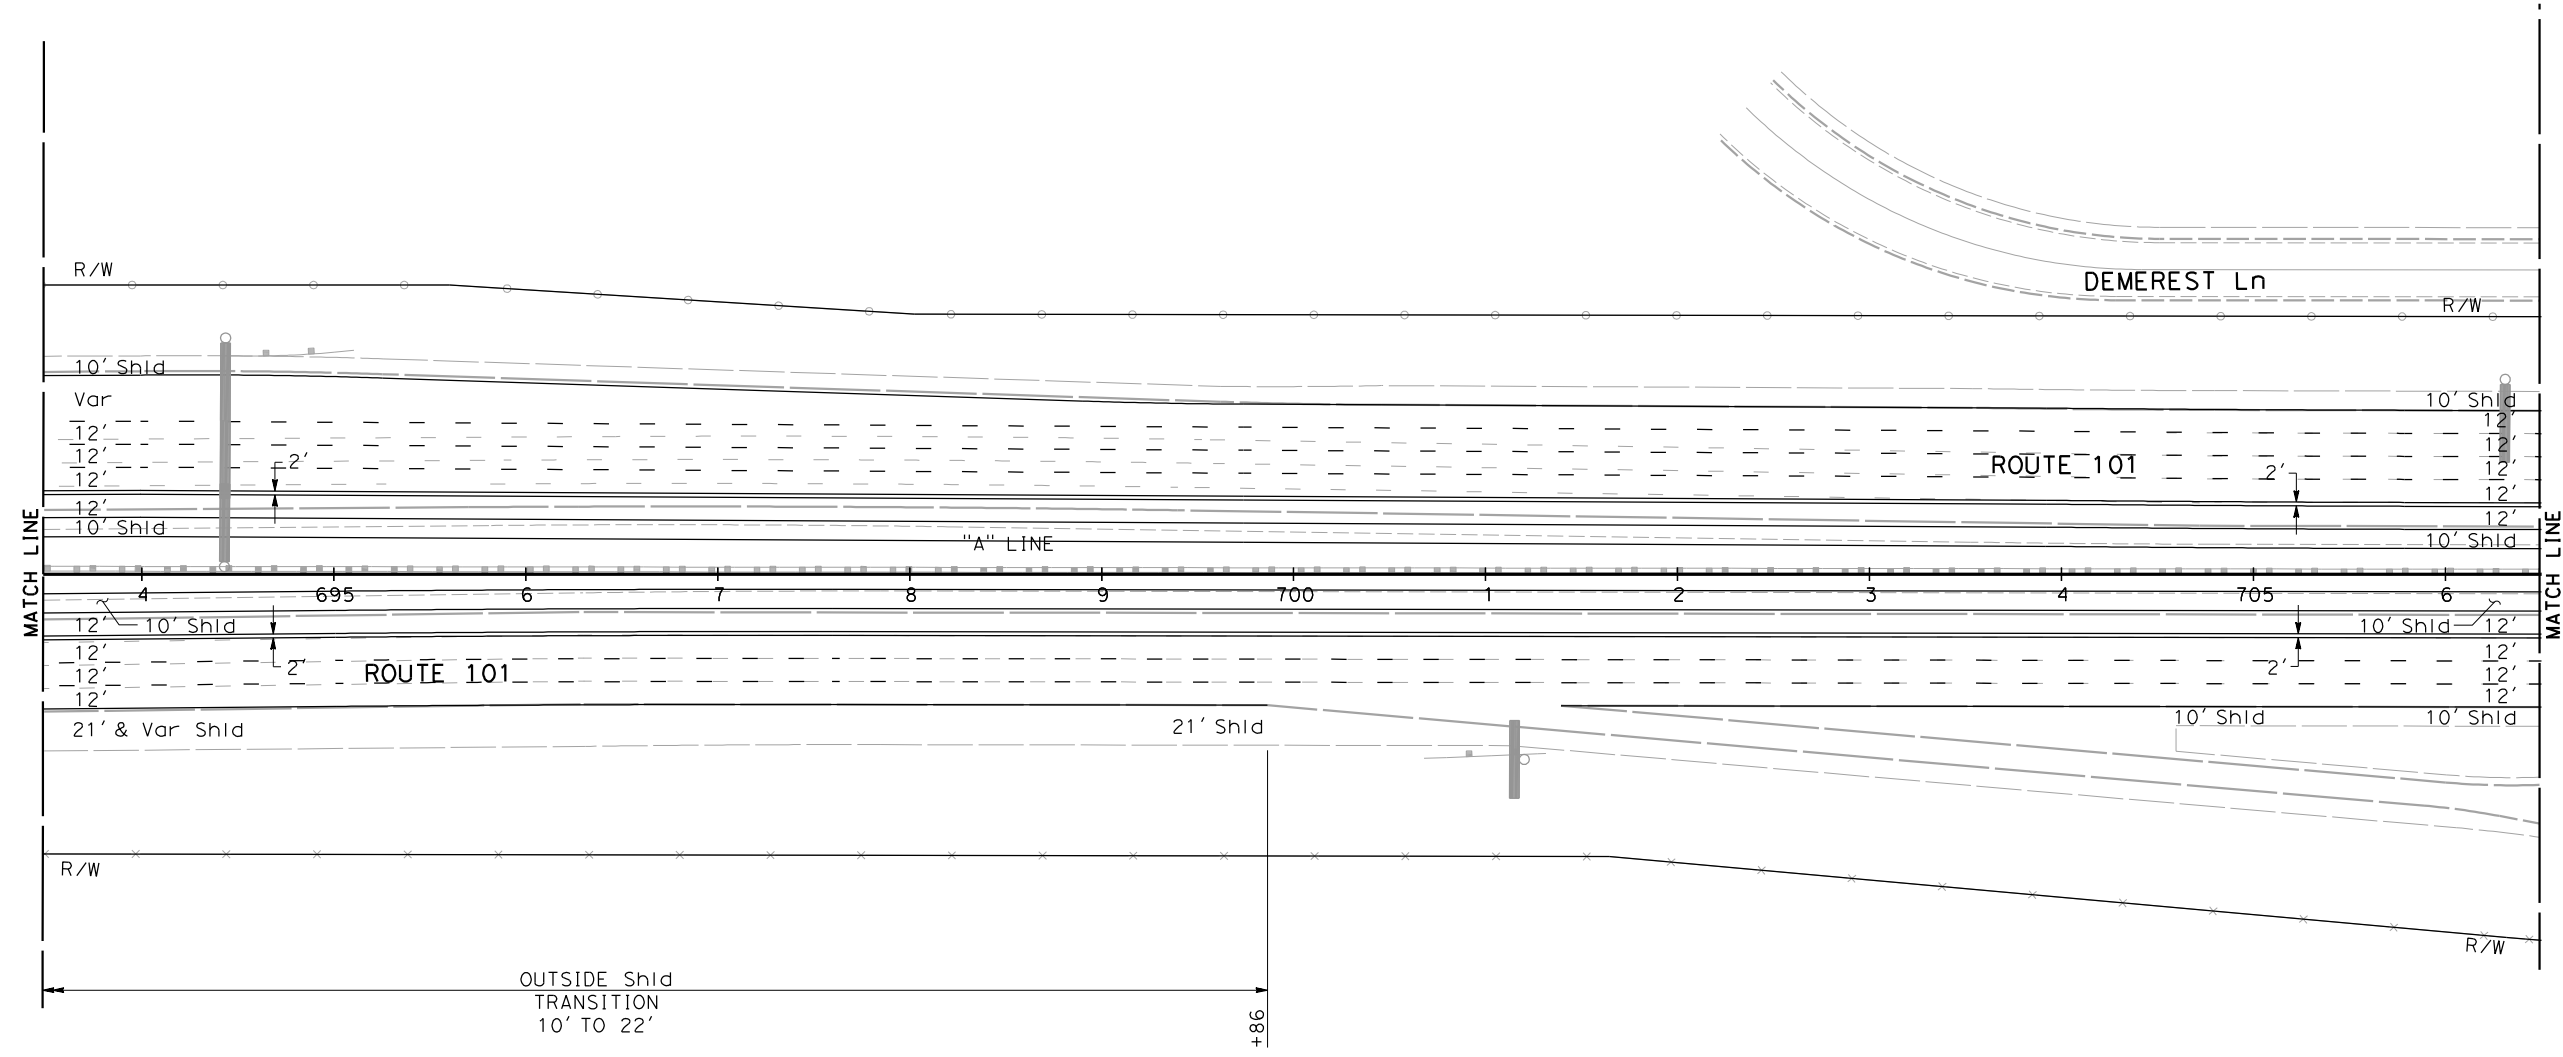 R/W
DEMEREST Ln
R/W
10' Shld
Var
10' Shld
12'
12'
12'
12'
12'
12'
2'
12'
ROUTE 101
2'
12'
12'
12'
12'
10' Shld
10' Shld
"A" LINE
MATCH LINE
MATCH LINE
4 695 6 7 8 9 700 1 2 3 4 705 6
12'
10' Shld
10' Shld
12'
12'
12'
12'
2'
ROUTE 101
2'
12'
12'
12'
21' & Var Shld
21' Shld
10' Shld
10' Shld
R/W
R/W
OUTSIDE Shld
TRANSITION
10' TO 22'
+86